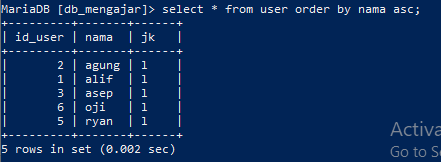 MariaDB [db_mengajar]> select * from user order by nama asc;
+---------+-------+------+
| id_user | nama  | jk   |
+---------+-------+------+
|       2 | agung | l    |
|       1 | alif  | l    |
|       3 | asep  | l    |
|       6 | oji   | l    |
|       5 | ryan  | l    |
+---------+-------+------+
5 rows in set (0.002 sec)
Activa
Go to S